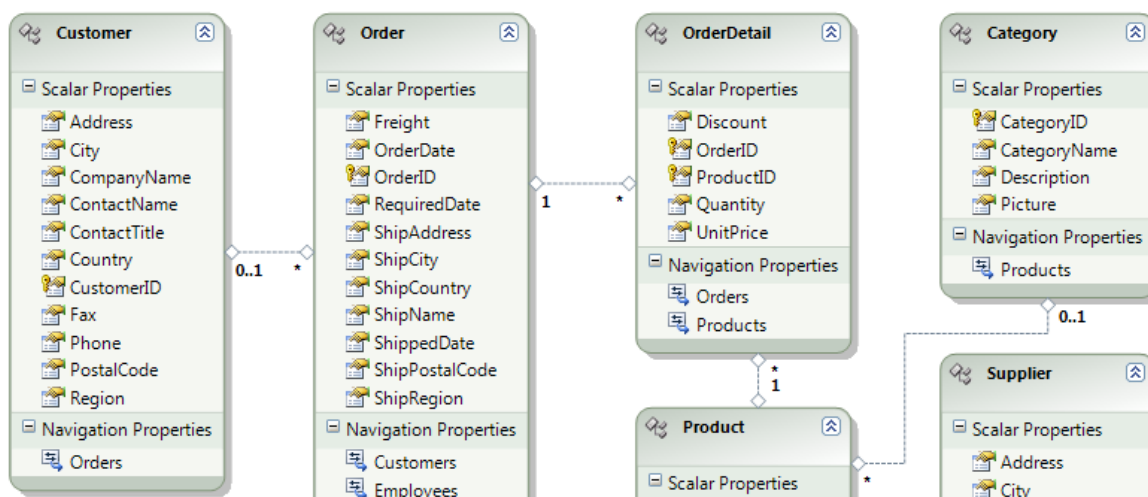 Customer
Scalar Properties
Address
City
CompanyName
ContactName
ContactTitle
Country
CustomerID
Fax
Phone
PostalCode
Region
Navigation Properties
Orders
0..1
*
Order
Scalar Properties
Freight
OrderDate
OrderID
RequiredDate
ShipAddress
ShipCity
ShipCountry
ShipName
ShippedDate
ShipPostalCode
ShipRegion
Navigation Properties
Customers
Employees
1
*
OrderDetail
Scalar Properties
Discount
OrderID
ProductID
Quantity
UnitPrice
Navigation Properties
Orders
Products
*
1
Product
Scalar Properties
*
Category
Scalar Properties
CategoryID
CategoryName
Description
Picture
Navigation Properties
Products
0..1
Supplier
Scalar Properties
Address
City